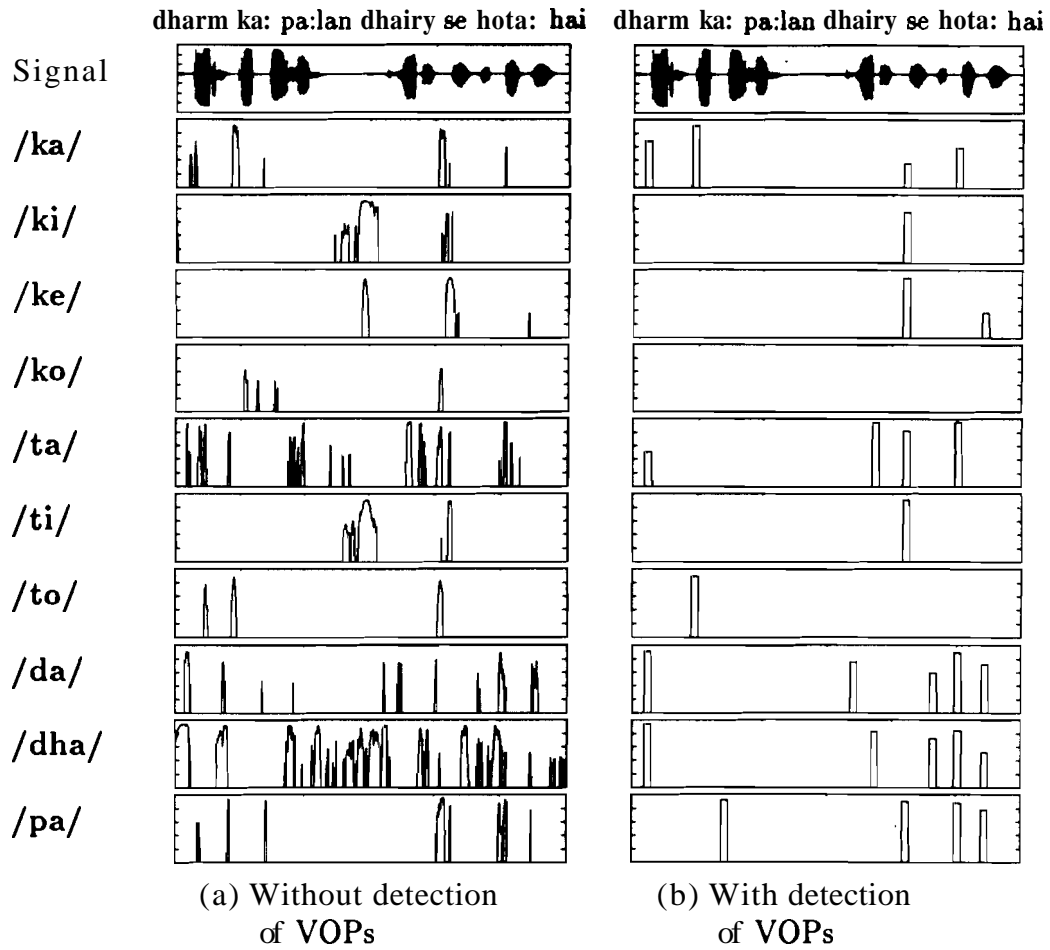 dharm ka: pa:lan dhairy se hota: hai dharm ka: pa:lan dhairy se hota: hai
Signal
/ka/
/ki/
/ke/
/ko/
/ta/
/ti/
/to/
/da/
/dha/
/pa/
(a) Without detection
of VOPs
(b) With detection
of VOPs